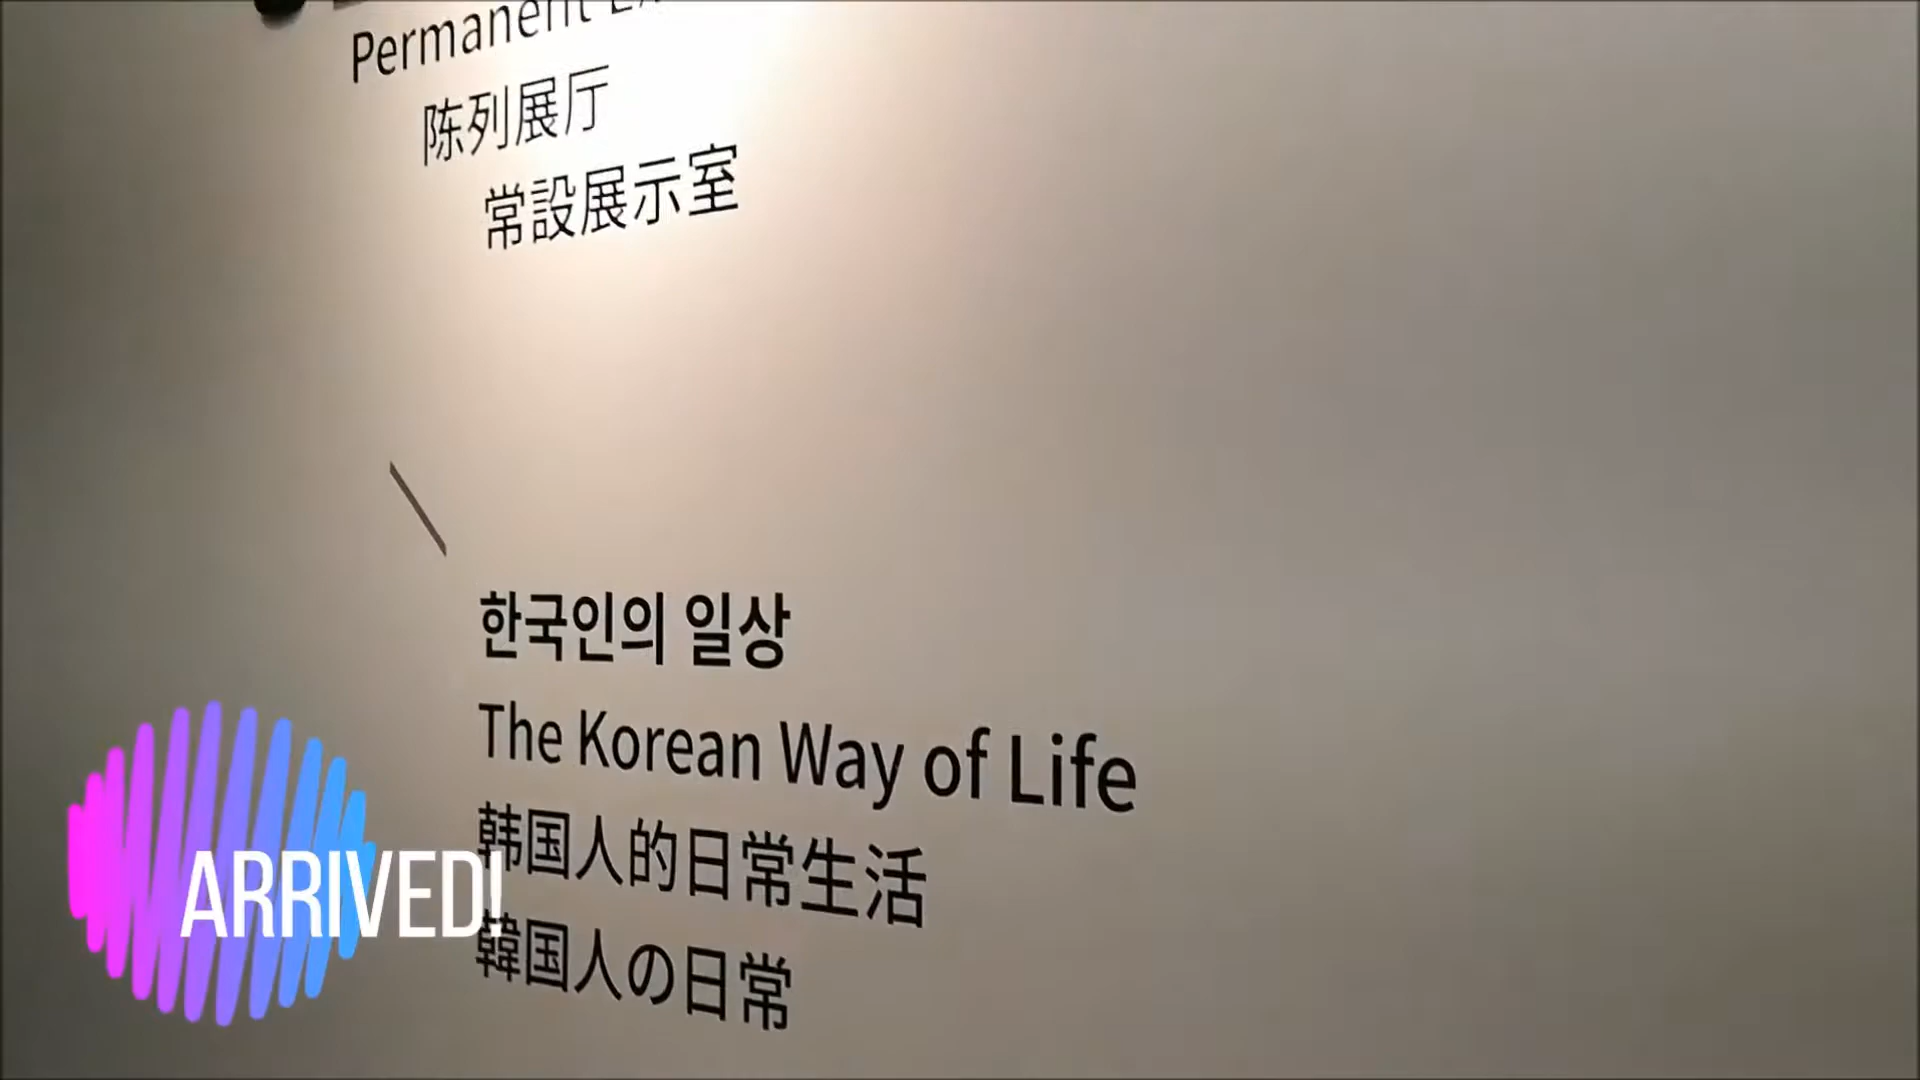 Permanent
陈列展厅
常設展示室
한국인의 일상
The Korean Way of Life
韩国人的日常生活
韓国人の日常
ARRIVED!